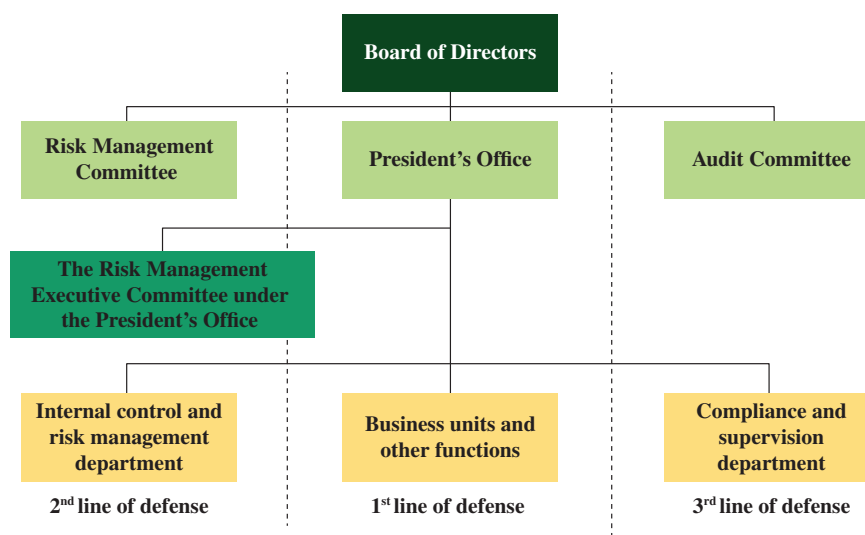 Board of Directors
Risk Management
Committee
President’s Office
Audit Committee
The Risk Management
Executive Committee under
the President’s Office
Internal control and
risk management
department
Business units and
other functions
Compliance and
supervision
department
2nd line of defense
1st line of defense
3rd line of defense